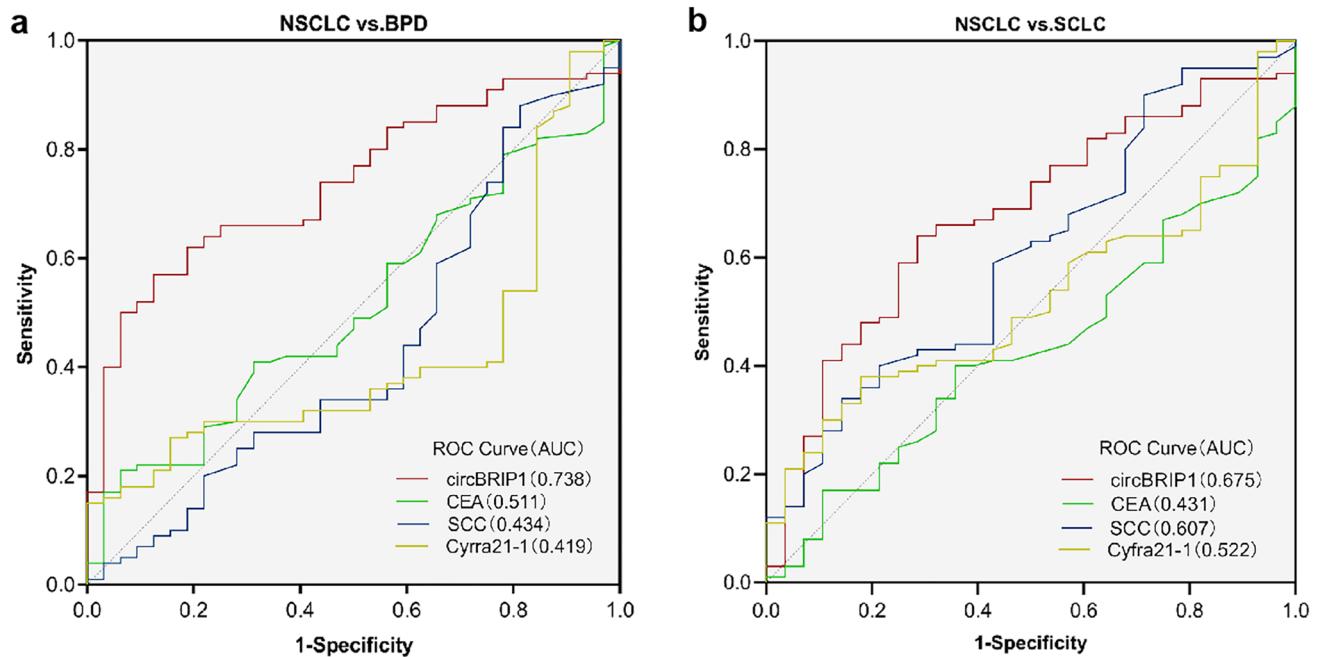 a
NSCLC vs.BPD
1.0
0.8
0.6
0.4
0.2
0.0
Sensitivity
0.0 0.2 0.4 0.6 0.8 1.0
1-Specificity
ROC Curve(AUC)
circBRIP1(0.738)
CEA(0.511)
SCC(0.434)
Cyrra21-1(0.419)
b
NSCLC vs.SCLC
1.0
0.8
0.6
0.4
0.2
0.0
Sensitivity
0.0 0.2 0.4 0.6 0.8 1.0
1-Specificity
ROC Curve(AUC)
circBRIP1(0.675)
CEA(0.431)
SCC(0.607)
Cyfra21-1(0.522)